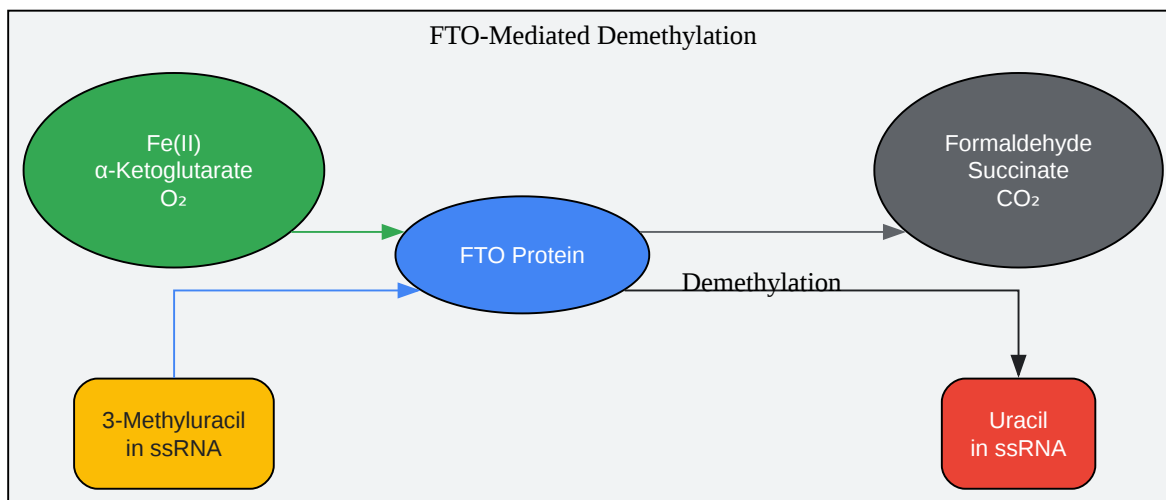 FTO-Mediated Demethylation
Fe(II)
α-Ketoglutarate
O₂
Formaldehyde
Succinate
CO₂
FTO Protein
Demethylation
3-Methyluracil
in ssRNA
Uracil
in ssRNA